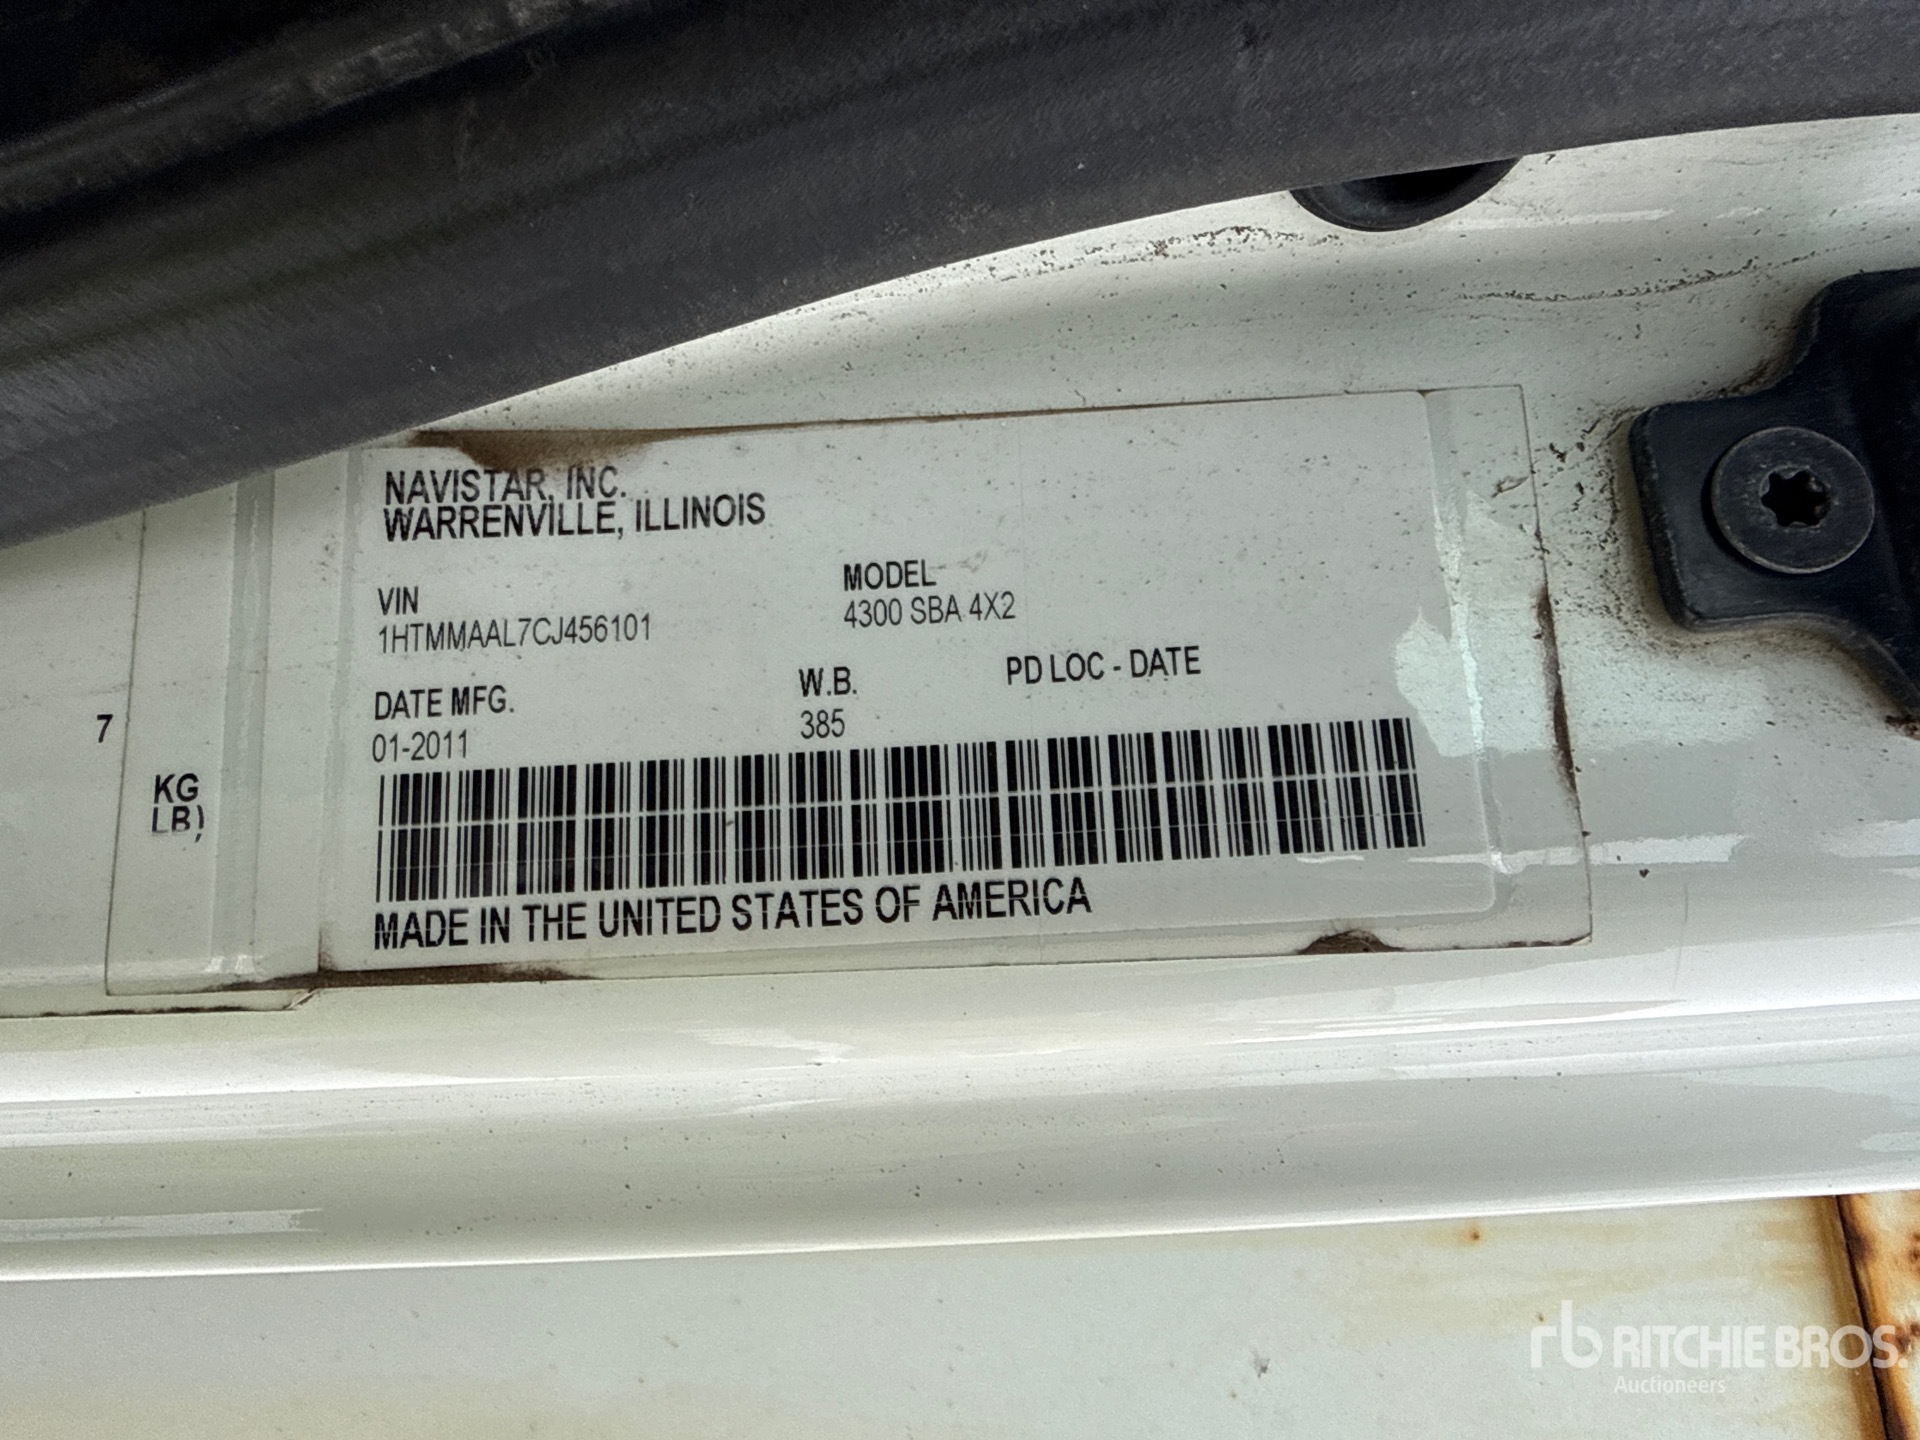 NAVISTAR, INC.
WARRENVILLE, ILLINOIS
VIN
1HTMMAAL7CJ456101
MODEL
4300 SBA 4X2
DATE MFG.
01-2011
W.B.
385
PD LOC - DATE
MADE IN THE UNITED STATES OF AMERICA
7
KG
LB)
rb RITCHIE BROS.
Auctioneers